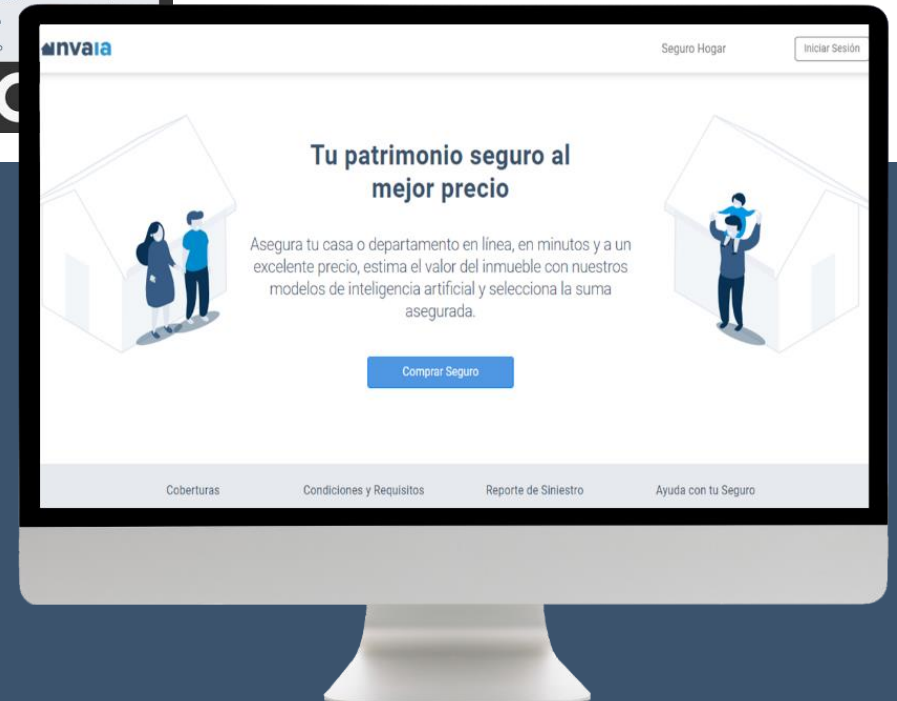 invaia
Seguro Hogar
Iniciar Sesión
Tu patrimonio seguro al
mejor precio
Asegura tu casa o departamento en línea, en minutos y a un
excelente precio, estima el valor del inmueble con nuestros
modelos de inteligencia artificial y selecciona la suma
asegurada.
Comprar Seguro
Coberturas
Condiciones y Requisitos
Reporte de Siniestro
Ayuda con tu Seguro